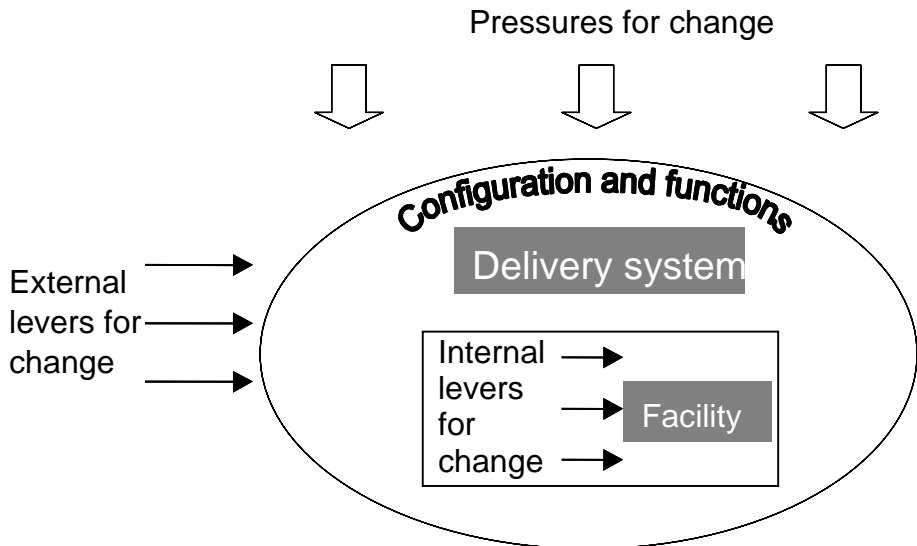 Pressures for change
Configuration and functions
Delivery system
External
levers for
change
Internal
levers
for
change
Facility